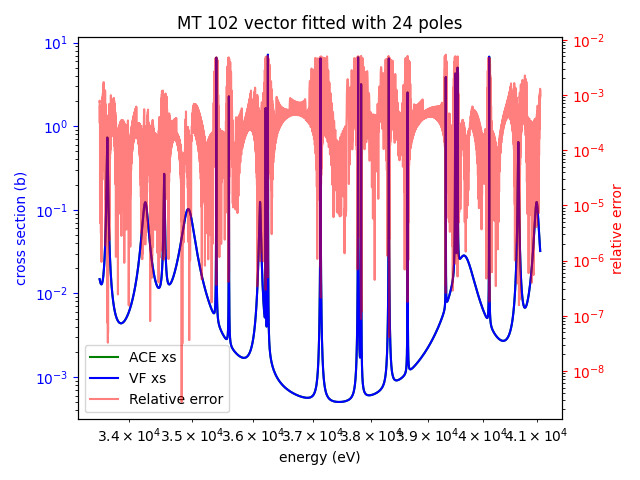 MT 102 vector fitted with 24 poles
10¹
10⁰
10⁻¹
10⁻²
10⁻³
cross section (b)
10⁻²
10⁻³
10⁻⁴
10⁻⁵
10⁻⁶
10⁻⁷
10⁻⁸
relative error
ACE xs
VF xs
Relative error
3.4 × 10⁴ 3.5 × 10⁴ 3.6 × 10⁴ 3.7 × 10⁴ 3.8 × 10⁴ 3.9 × 10⁴ 4 × 10⁴ 4.1 × 10⁴
energy (eV)